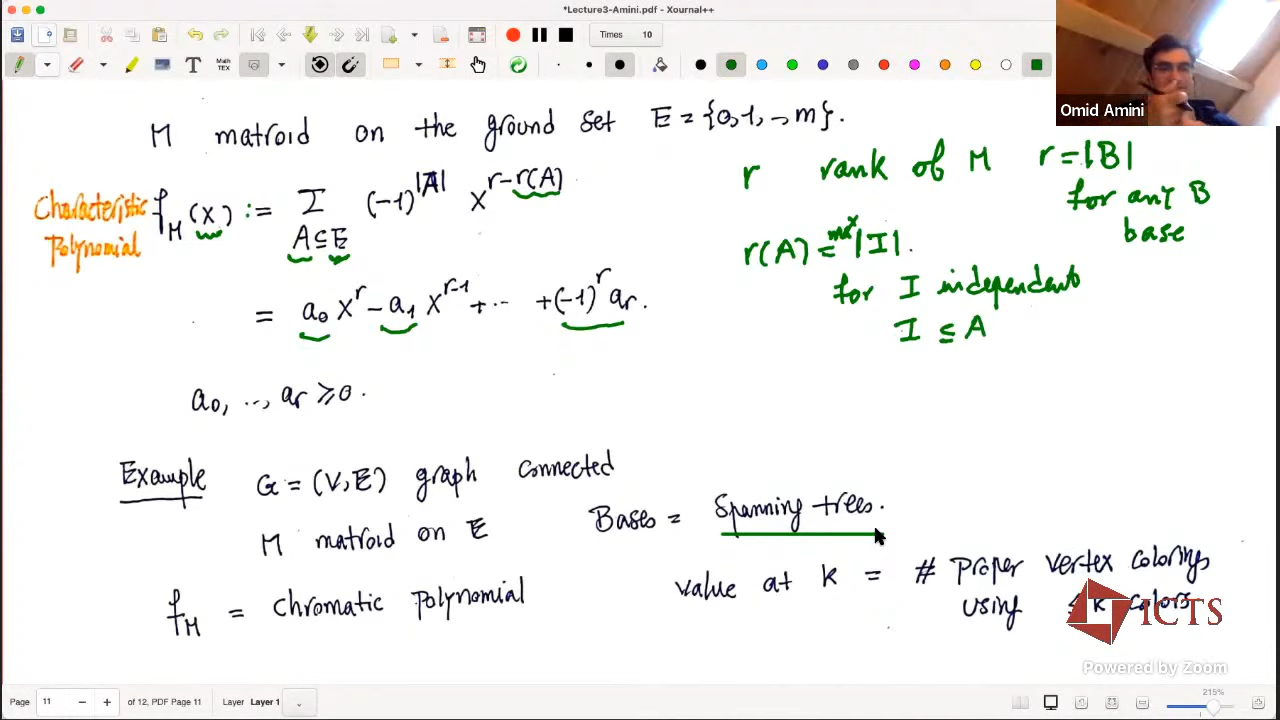 *Lecture3-Amini.pdf - Xournal++
Times 10
Omid Amini
M matroid on the ground set E = {0,1, .., m}.
Characteristic Polynomial
f_M (X) := Σ_{A⊆E} (-1)^{|A|} X^{r-r(A)}
= a_0 X^r - a_1 X^{r-1} + ... + (-1)^r a_r.
r rank of M r = |B|
for any B
base
r(A) = max |I|.
for I independent
I ⊆ A
a_0, .., a_r ≥ 0.
Example G = (V,E) graph connected
M matroid on E
Bases = Spanning trees.
f_M = chromatic polynomial
value at k = # proper vertex colorings
using ≤ k colors
ICTS
Powered by Zoom
Page 11 of 12, PDF Page 11 Layer Layer 1 215%